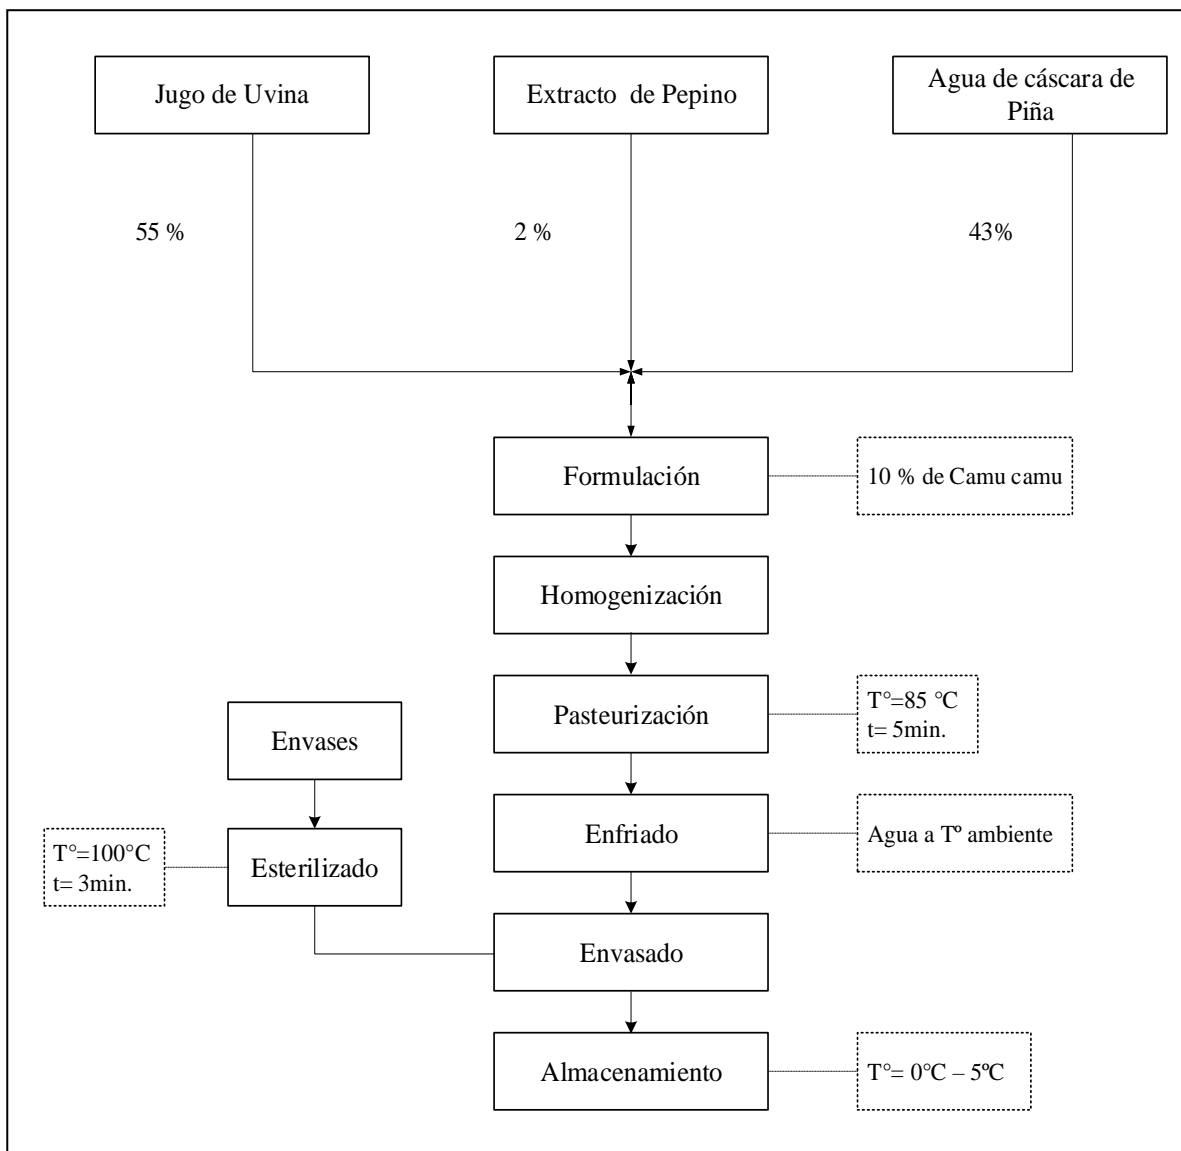 Jugo de Uvina
Extracto de Pepino
Agua de cáscara de
Piña
55 %
2 %
43%
Formulación
10 % de Camu camu
Homogenización
Pasteurización
T°=85 °C
t= 5min.
Envases
Enfriado
Agua a Tº ambiente
T°=100°C
t= 3min.
Esterilizado
Envasado
Almacenamiento
T°= 0°C – 5ºC